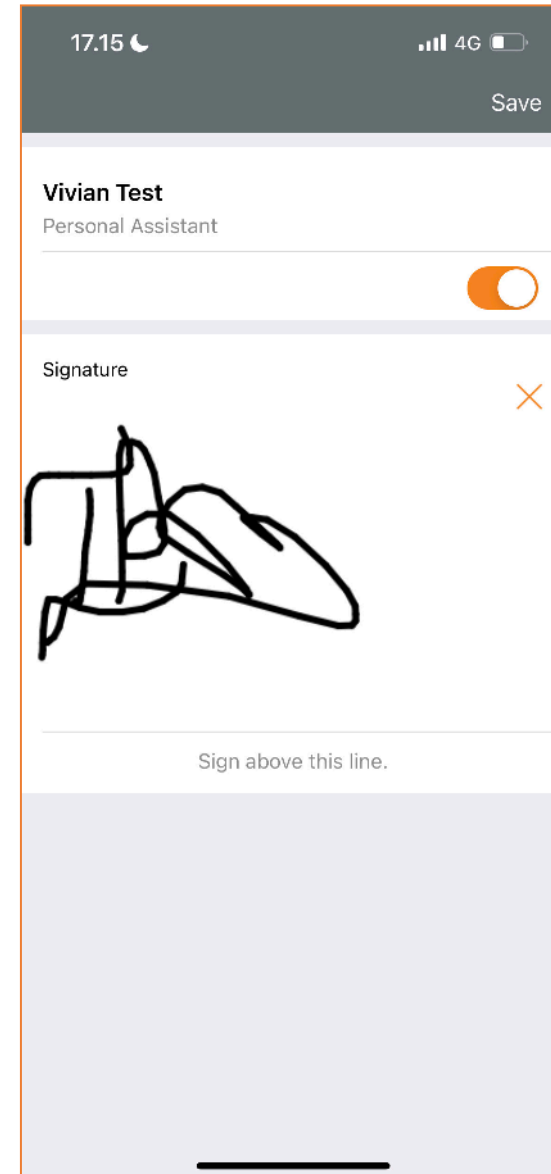 17.15
4G
Save
Vivian Test
Personal Assistant
Signature
Sign above this line.